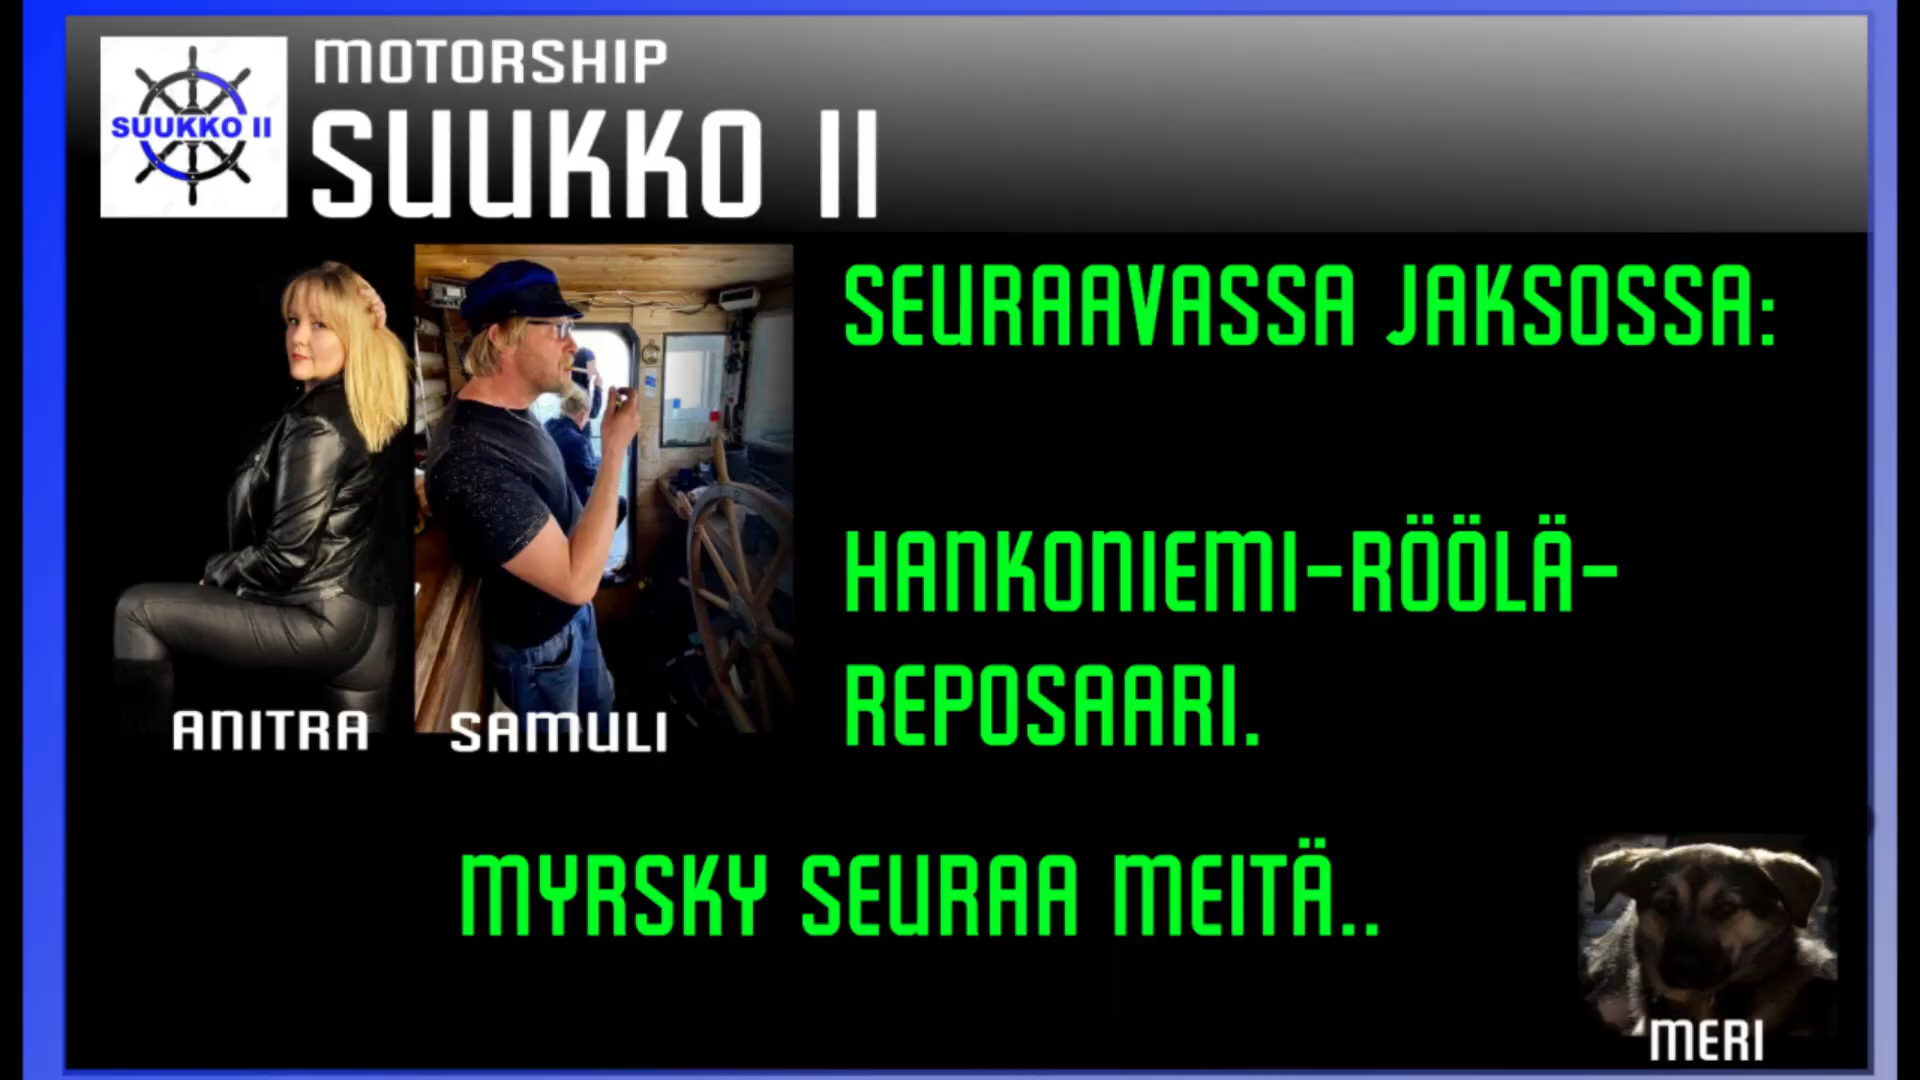 MOTORSHIP
SUUKKO II
SUUKKO II
SEURAAVASSA JAKSOSSA:
HANKONIEMI-RÖÖLÄ-
REPOSAARI.
ANITRA
SAMULI
MYRSKY SEURAA MEITÄ..
MERI